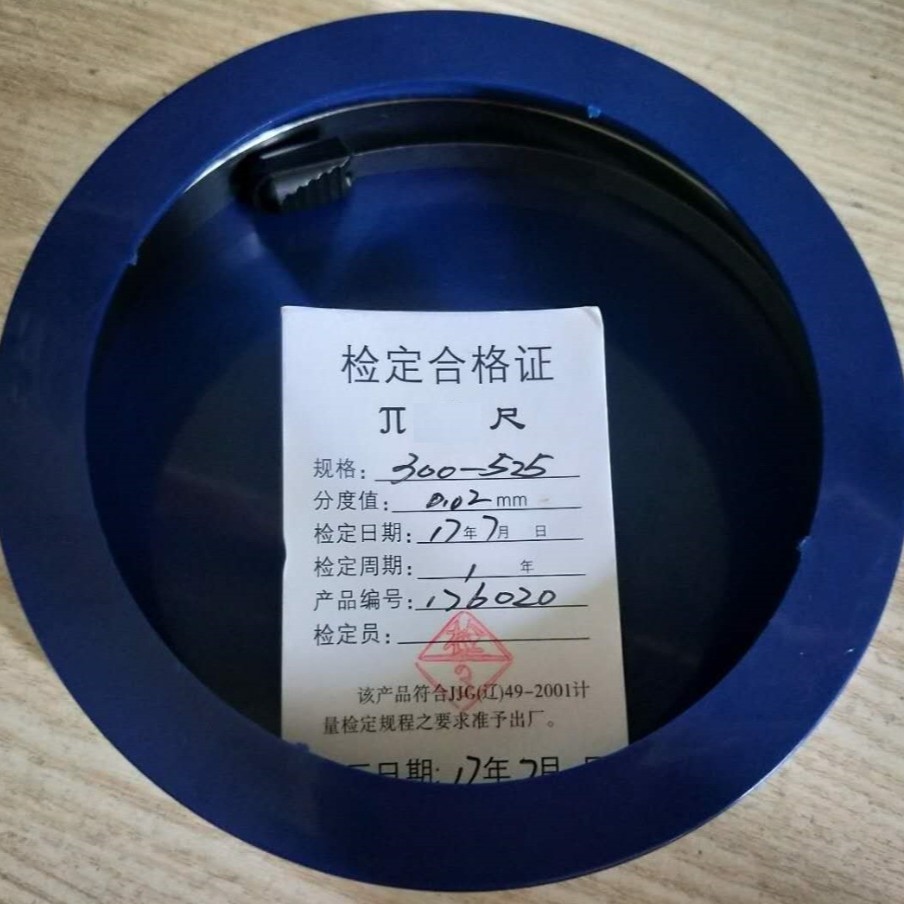 检定合格证
π 尺
规格：300-525
分度值：0.02 mm
检定日期：17年7月 日
检定周期：1 年
产品编号：176020
检定员：
检
该产品符合JJG(辽)49-2001计
量检定规程之要求准予出厂。
日期：17年7月